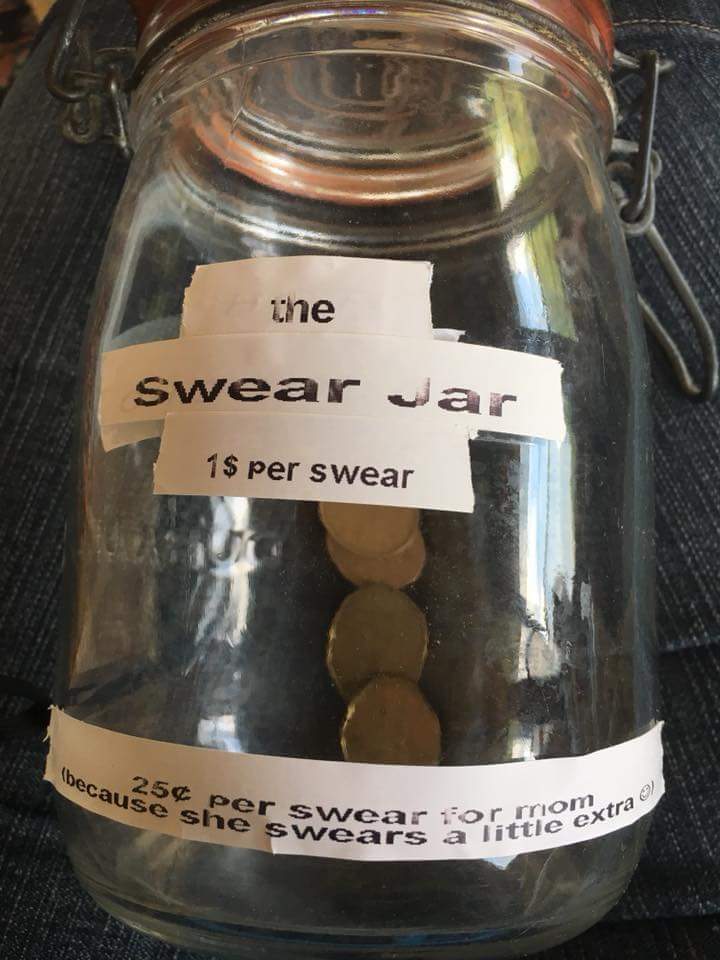 the
Swear Jar
1$ per swear
25¢ per swear for mom
(because she swears a little extra ☺)